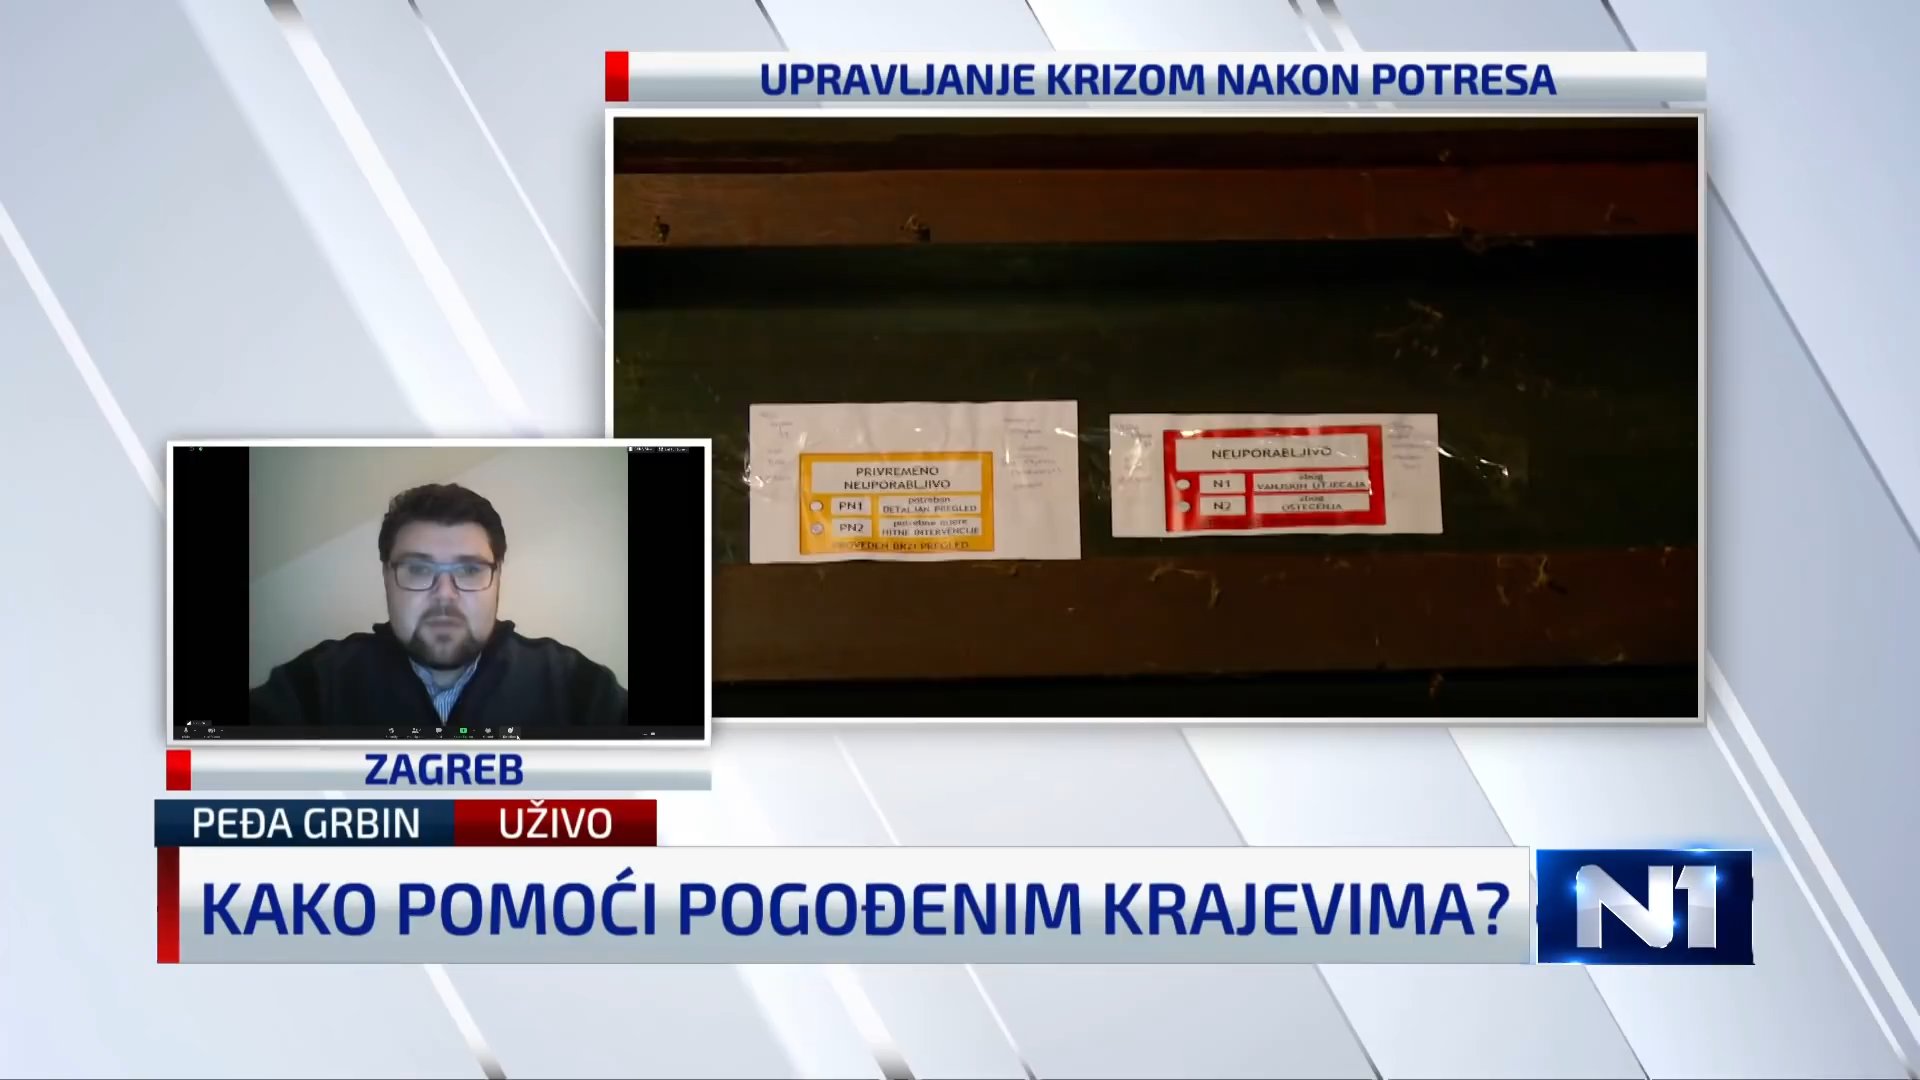 UPRAVLJANJE KRIZOM NAKON POTRESA
PRIVREMENO
NEUPORABLJIVO
PN1
potreban
DETALJAN PREGLED
PN2
potrebne mjere
HITNE INTERVENCIJE
PROVEDEN BRZI PREGLED
NEUPORABLJIVO
N1
zbog
VANJSKIH UTJECAJA
N2
zbog
OŠTEĆENJA
ZAGREB
PEĐA GRBIN
UŽIVO
KAKO POMOĆI POGOĐENIM KRAJEVIMA?
N1